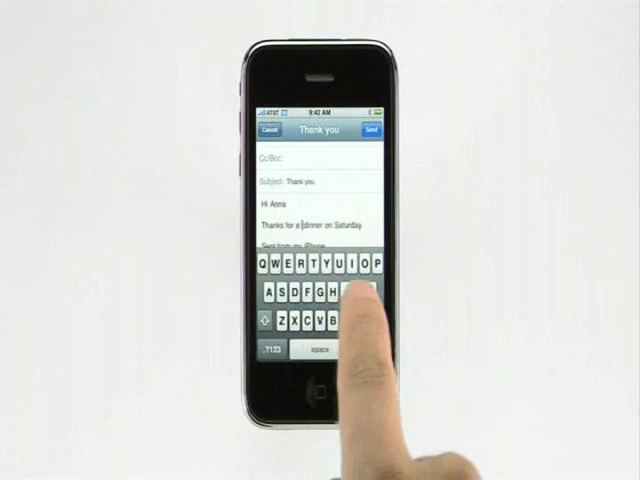 AT&T 9:42 AM
Cancel Thank you Send
Cc/Bcc:
Subject: Thank you
Hi Anna
Thanks for a dinner on Saturday
Sent from my iPhone
Q W E R T Y U I O P
A S D F G H
Z X C V B
.?123 space